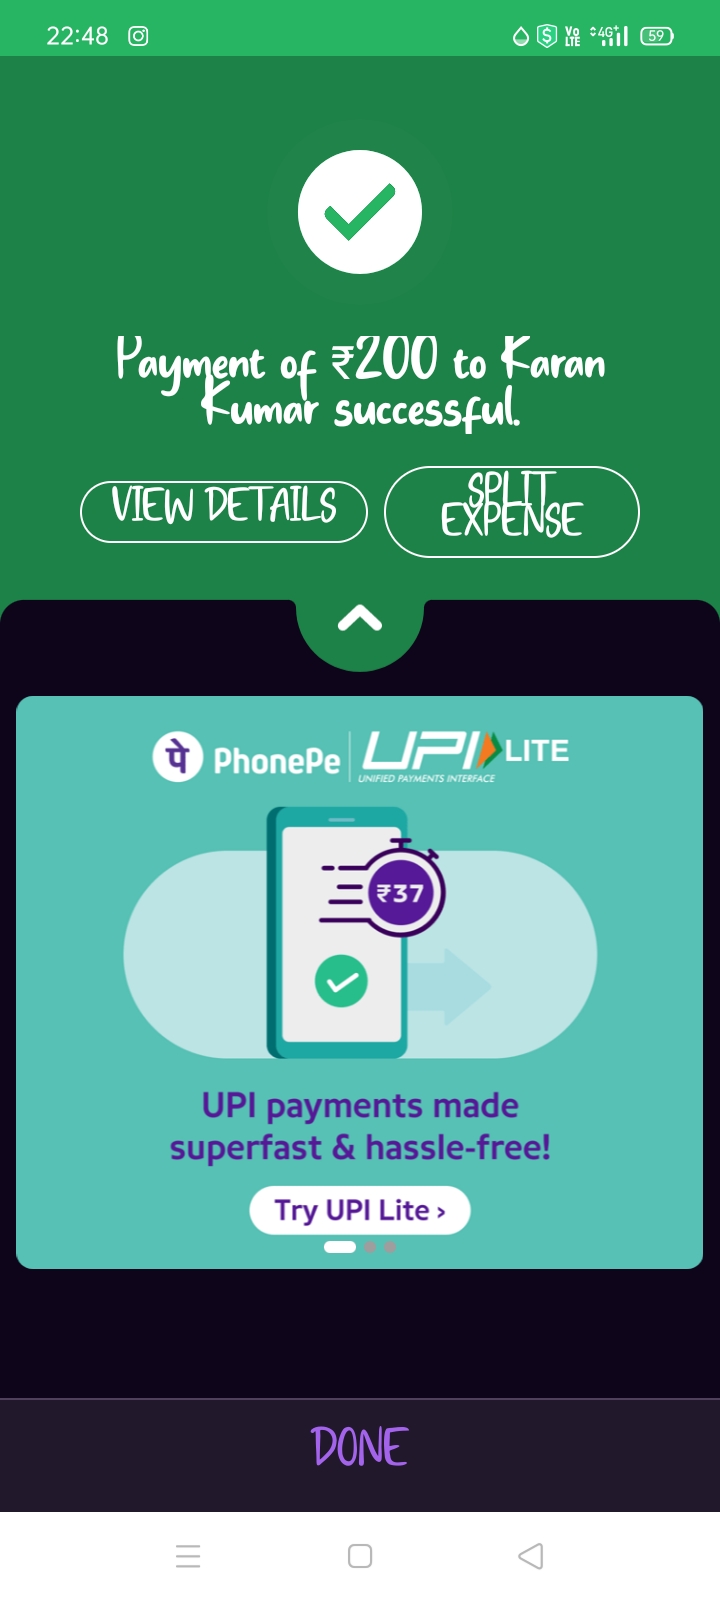 22:48 Vo LTE 4G+ 59
Payment of ₹200 to Karan
Kumar successful.
VIEW DETAILS
SPLIT
EXPENSE
पे PhonePe UPI LITE
UNIFIED PAYMENTS INTERFACE
₹37
UPI payments made
superfast & hassle-free!
Try UPI Lite ›
DONE